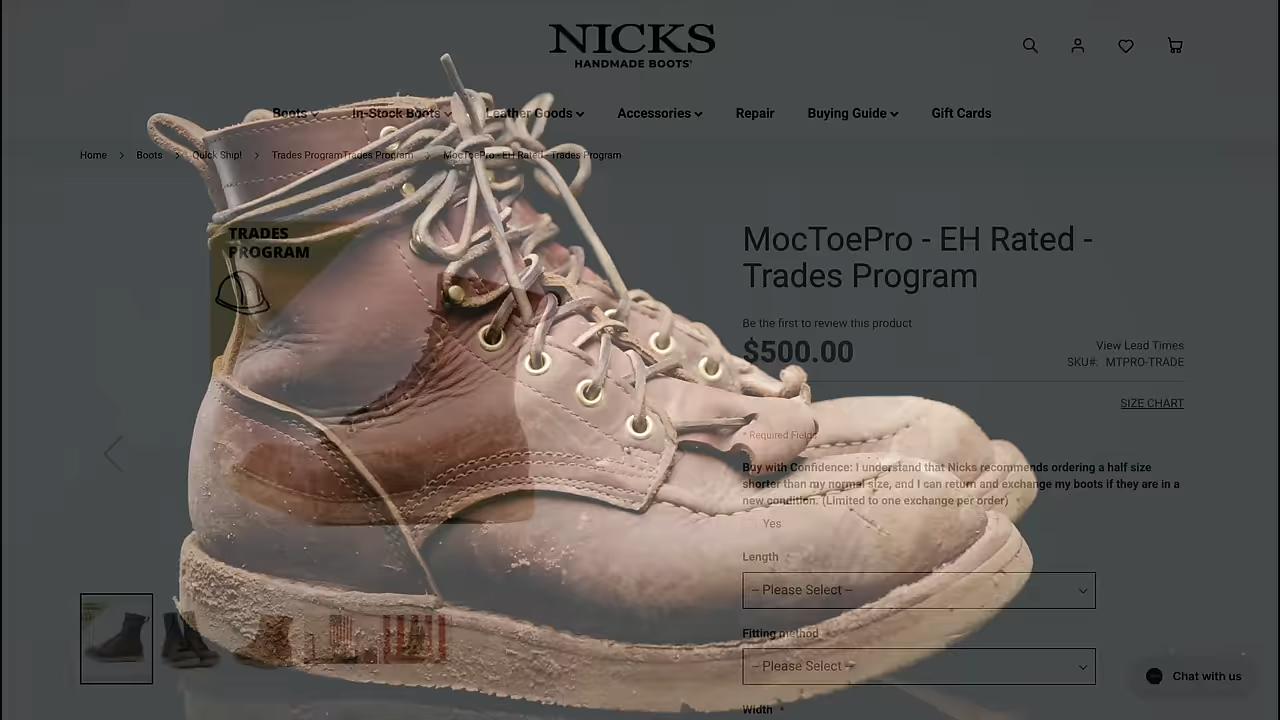 NICKS
HANDMADE BOOTS®
Boots In-Stock Boots Leather Goods Accessories Repair Buying Guide Gift Cards
Home Boots Quick Ship! Trades ProgramTrades Program MocToePro - EH Rated - Trades Program
TRADES
PROGRAM
MocToePro - EH Rated -
Trades Program
Be the first to review this product
$500.00
View Lead Times
SKU#: MTPRO-TRADE
SIZE CHART
* Required Fields
Buy with Confidence: I understand that Nicks recommends ordering a half size
shorter than my normal size, and I can return and exchange my boots if they are in a
new condition. (Limited to one exchange per order)
Yes
Length
-- Please Select --
Fitting method
-- Please Select --
Width *
Chat with us